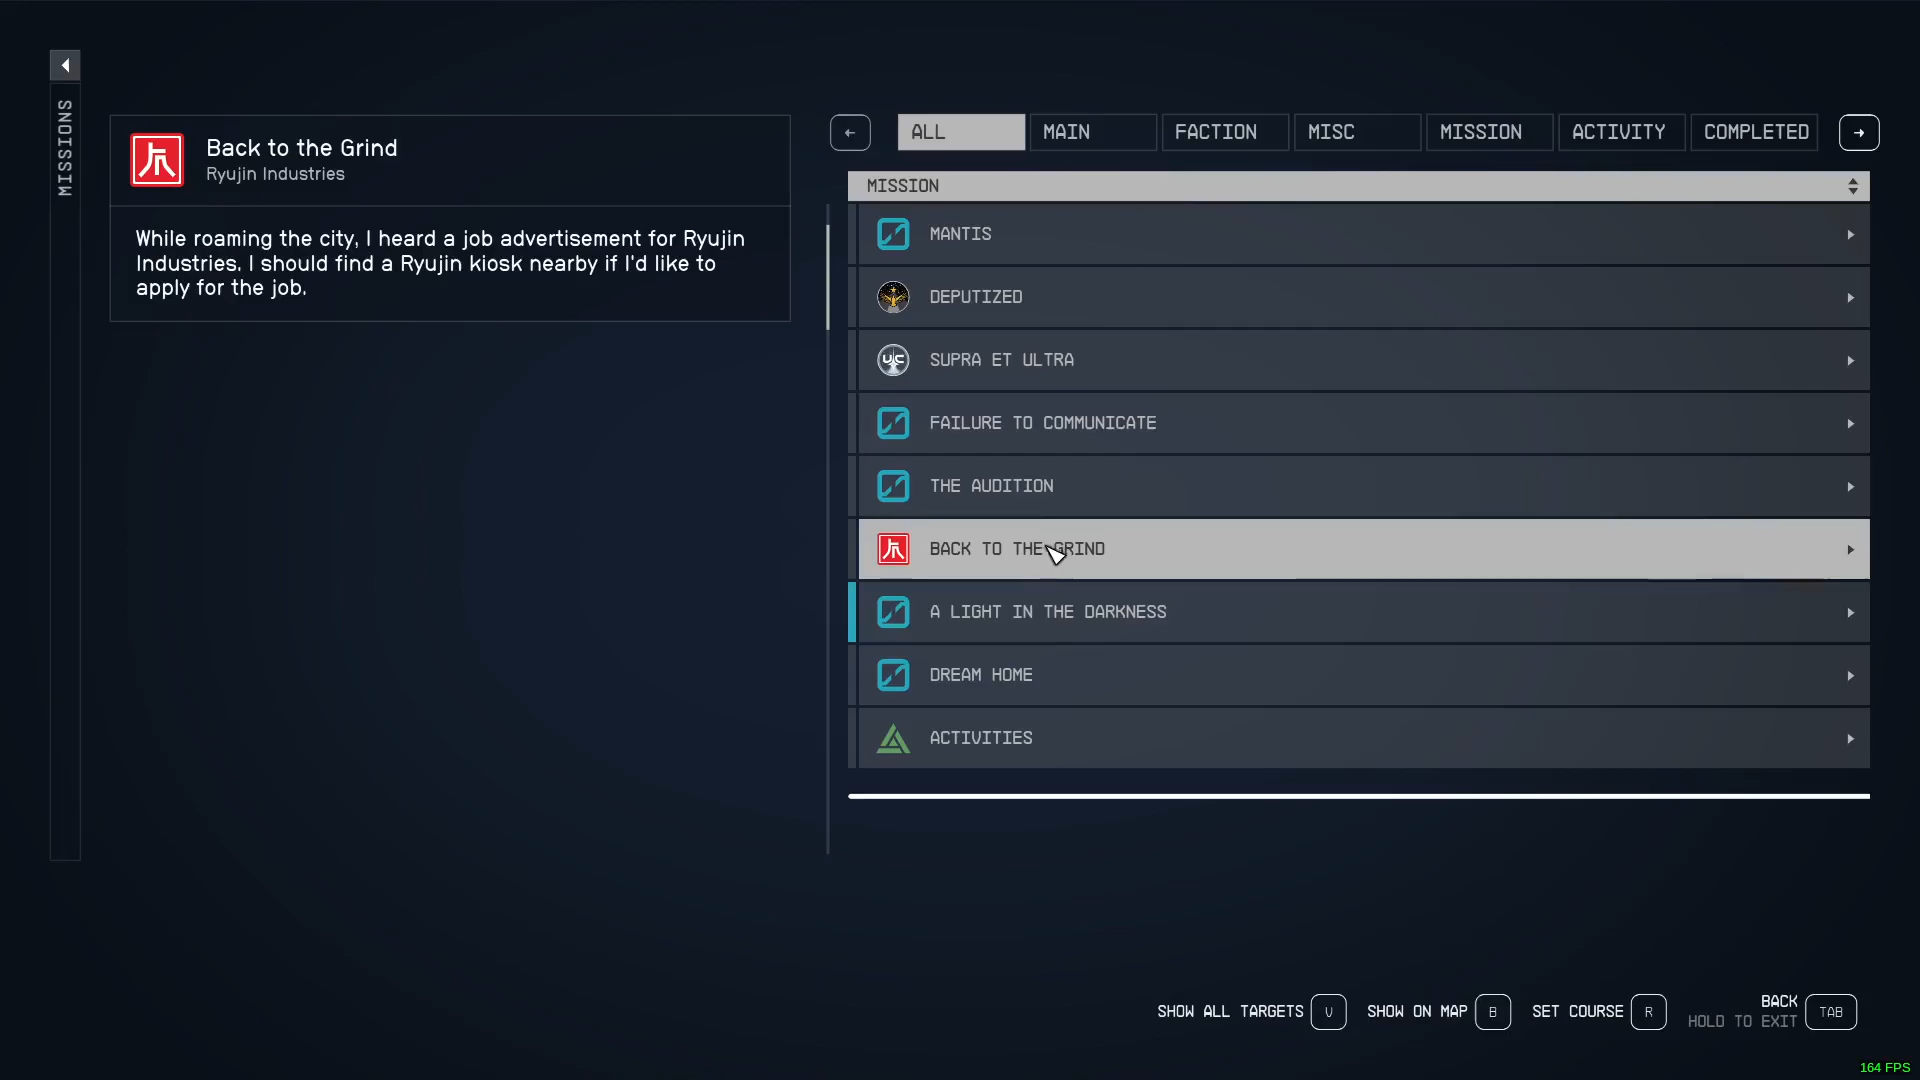 MISSIONS
Back to the Grind
Ryujin Industries
While roaming the city, I heard a job advertisement for Ryujin
Industries. I should find a Ryujin kiosk nearby if I'd like to
apply for the job.
ALL
MAIN
FACTION
MISC
MISSION
ACTIVITY
COMPLETED
MISSION
MANTIS
DEPUTIZED
UC
SUPRA ET ULTRA
FAILURE TO COMMUNICATE
THE AUDITION
BACK TO THE GRIND
A LIGHT IN THE DARKNESS
DREAM HOME
ACTIVITIES
SHOW ALL TARGETS V
SHOW ON MAP B
SET COURSE R
BACK
HOLD TO EXIT
TAB
164 FPS